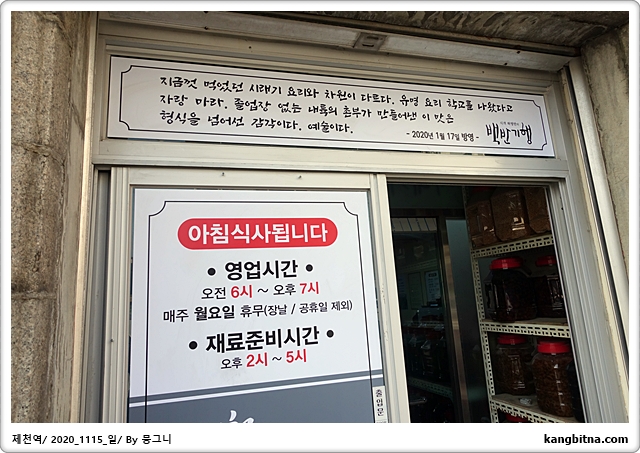 지금껏 먹었던 시래기 요리와 차원이 다르다. 유명 요리 학교를 나왔다고
자랑 마라. 졸업장 없는 내륙의 촌부가 만들어낸 이 맛은
형식을 넘어선 감각이다. 예술이다.
- 2020년 1월 17일 방영 -
백반기행
아침식사됩니다
• 영업시간 •
오전 6시 ~ 오후 7시
매주 월요일 휴무(장날 / 공휴일 제외)
• 재료준비시간 •
오후 2시 ~ 5시
출입문
제천역/ 2020_1115_일/ By 몽그니
kangbitna.com